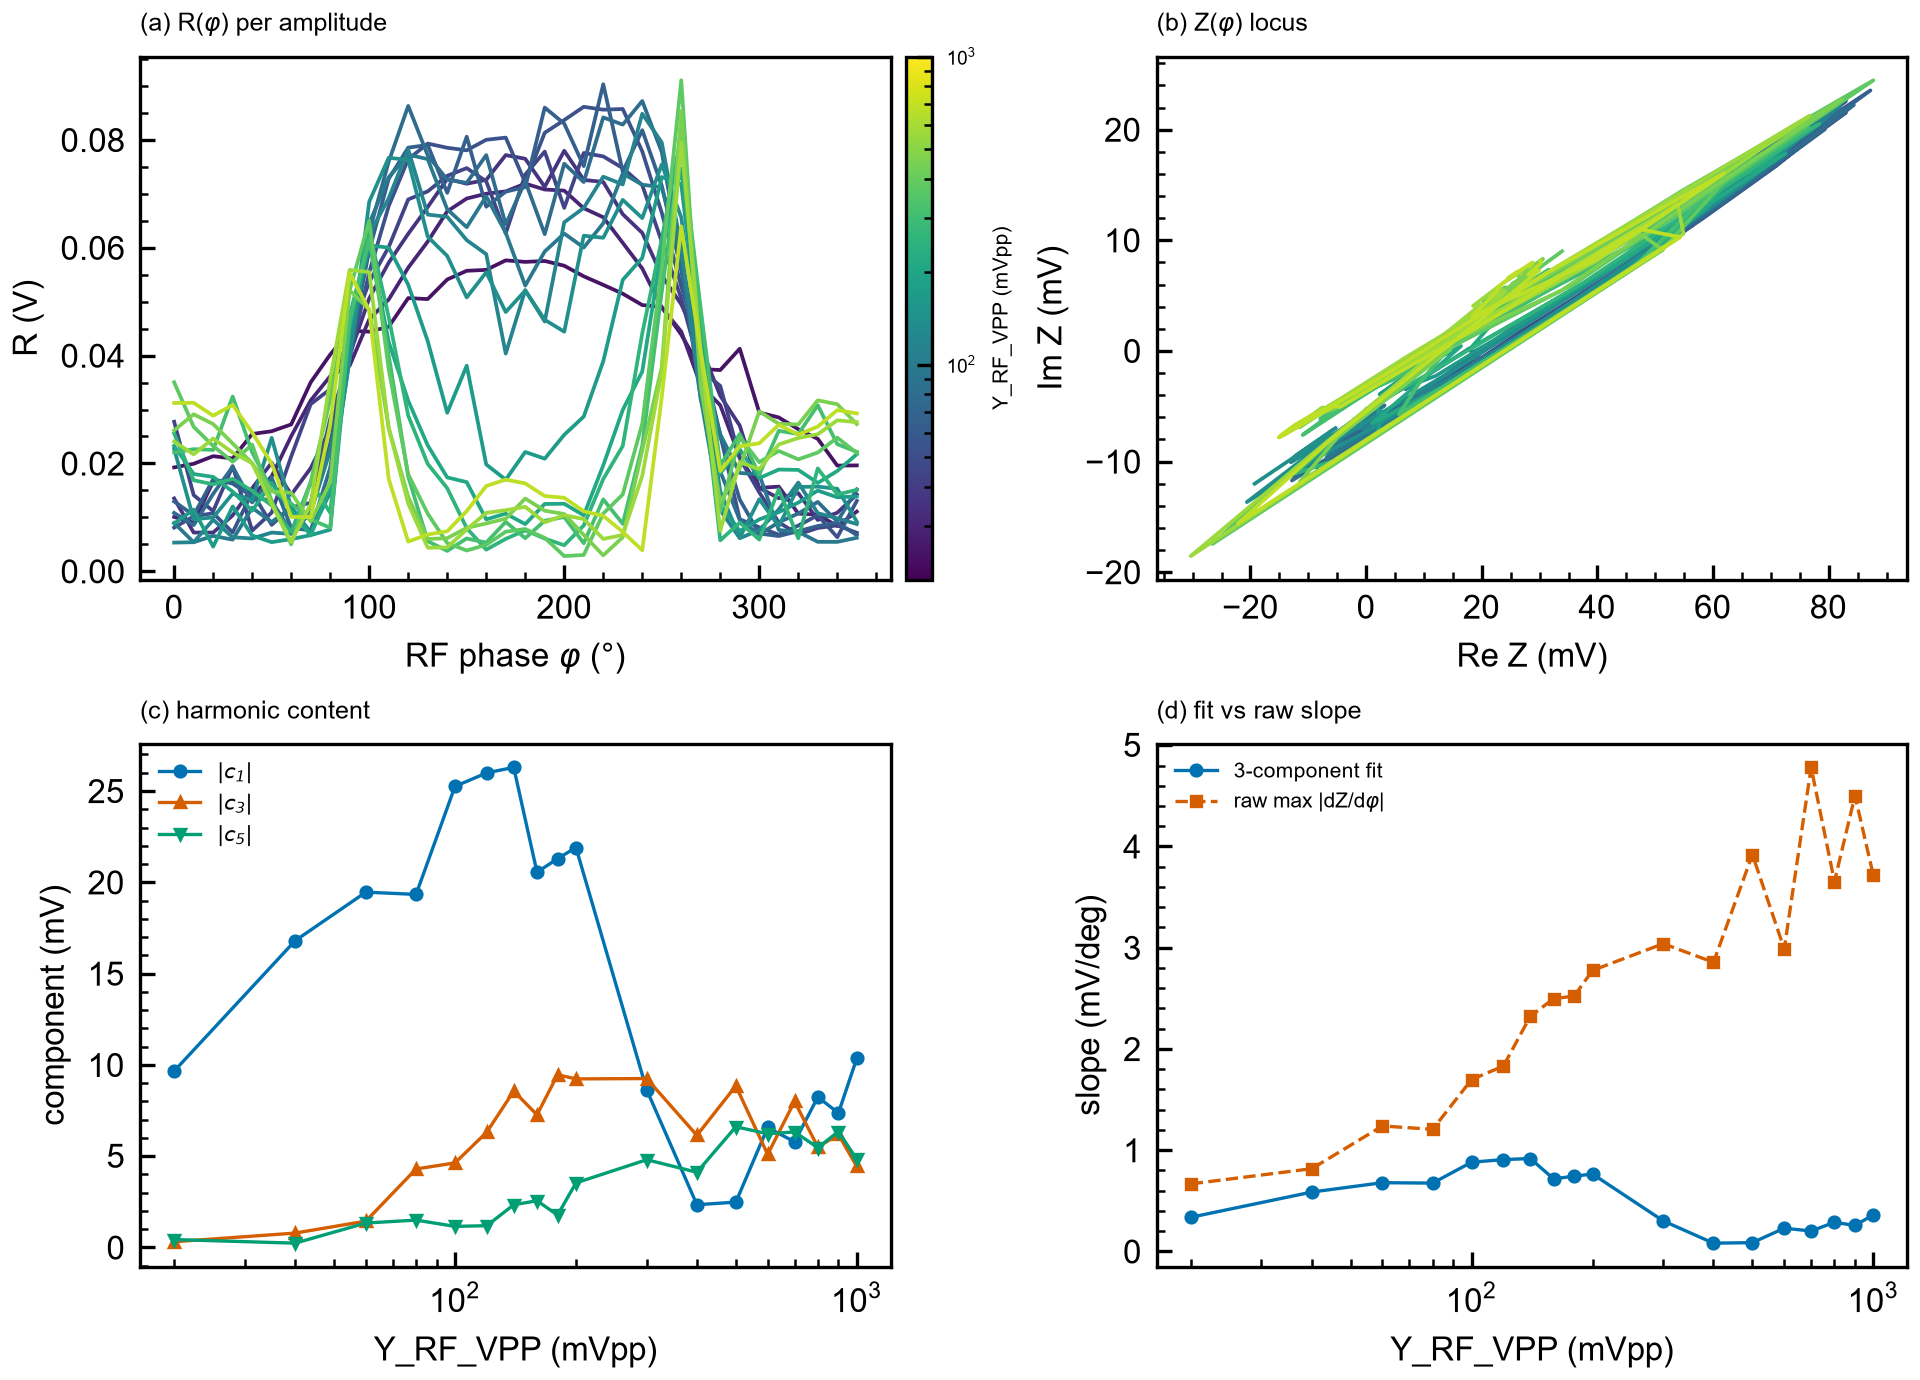 (a) R(φ) per amplitude
R (V)
0.08
0.06
0.04
0.02
0.00
0
100
200
300
RF phase φ (°)
10³
10²
Y_RF_VPP (mVpp)
(b) Z(φ) locus
Im Z (mV)
20
10
0
−10
−20
−20
0
20
40
60
80
Re Z (mV)
(c) harmonic content
component (mV)
25
20
15
10
5
0
|c₁|
|c₃|
|c₅|
10²
10³
Y_RF_VPP (mVpp)
(d) fit vs raw slope
slope (mV/deg)
5
4
3
2
1
0
3-component fit
raw max |dZ/dφ|
10²
10³
Y_RF_VPP (mVpp)